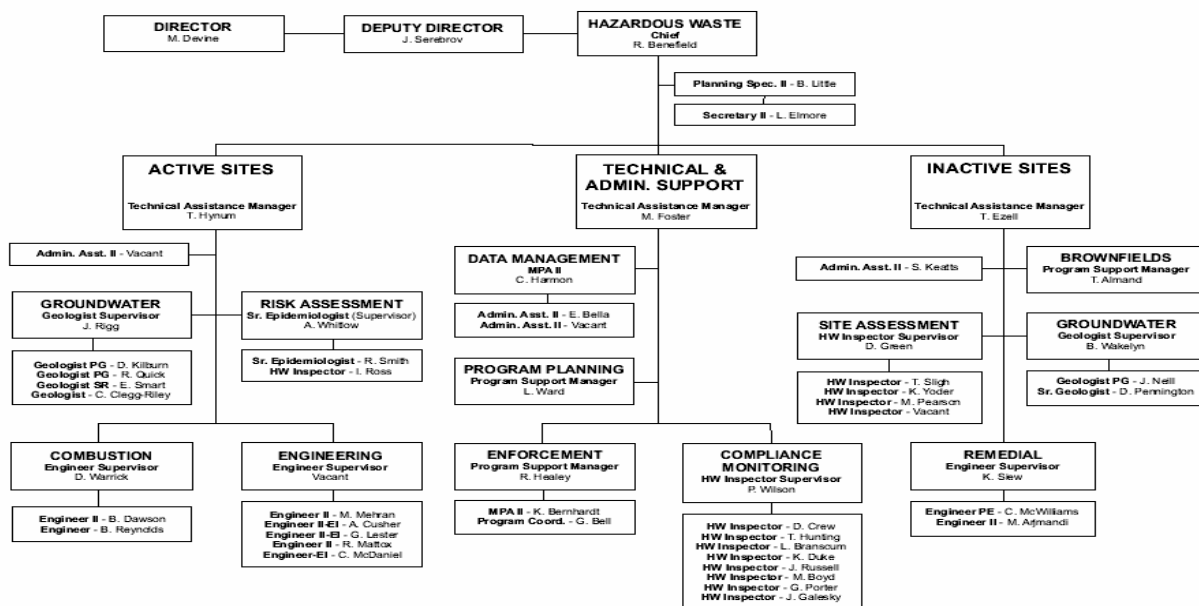 DIRECTOR
M. Devine
DEPUTY DIRECTOR
J. Serebrov
HAZARDOUS WASTE
Chief
R. Benefield
Planning Spec. II - B. Little
Secretary II - L. Elmore
ACTIVE SITES
Technical Assistance Manager
T. Hynum
TECHNICAL &
ADMIN. SUPPORT
Technical Assistance Manager
M. Foster
INACTIVE SITES
Technical Assistance Manager
T. Ezell
Admin. Asst. II - Vacant
GROUNDWATER
Geologist Supervisor
J. Rigg
Geologist PG - D. Kilburn
Geologist PG - R. Quick
Geologist SR - E. Smart
Geologist - C. Clegg-Riley
RISK ASSESSMENT
Sr. Epidemiologist (Supervisor)
A. Whitlow
Sr. Epidemiologist - R. Smith
HW Inspector - I. Ross
COMBUSTION
Engineer Supervisor
D. Warrick
Engineer II - B. Dawson
Engineer - B. Reynolds
ENGINEERING
Engineer Supervisor
Vacant
Engineer II - M. Mehran
Engineer II-EI - A. Cusher
Engineer II-EI - G. Lester
Engineer II - R. Mattox
Engineer-EI - C. McDaniel
DATA MANAGEMENT
MPA II
C. Harmon
Admin. Asst. II - E. Bella
Admin. Asst. II - Vacant
PROGRAM PLANNING
Program Support Manager
L. Ward
ENFORCEMENT
Program Support Manager
R. Healey
MPA II - K. Bernhardt
Program Coord. - G. Bell
COMPLIANCE
MONITORING
HW Inspector Supervisor
P. Wilson
HW Inspector - D. Crew
HW Inspector - T. Hunting
HW Inspector - L. Branscum
HW Inspector - K. Duke
HW Inspector - J. Russell
HW Inspector - M. Boyd
HW Inspector - G. Porter
HW Inspector - J. Galesky
Admin. Asst. II - S. Keatts
BROWNFIELDS
Program Support Manager
T. Almand
SITE ASSESSMENT
HW Inspector Supervisor
D. Green
HW Inspector - T. Sligh
HW Inspector - K. Yoder
HW Inspector - M. Pearson
HW Inspector - Vacant
GROUNDWATER
Geologist Supervisor
B. Wakelyn
Geologist PG - J. Neill
Sr. Geologist - D. Pennington
REMEDIAL
Engineer Supervisor
K. Siew
Engineer PE - C. McWilliams
Engineer II - M. Arjmandi